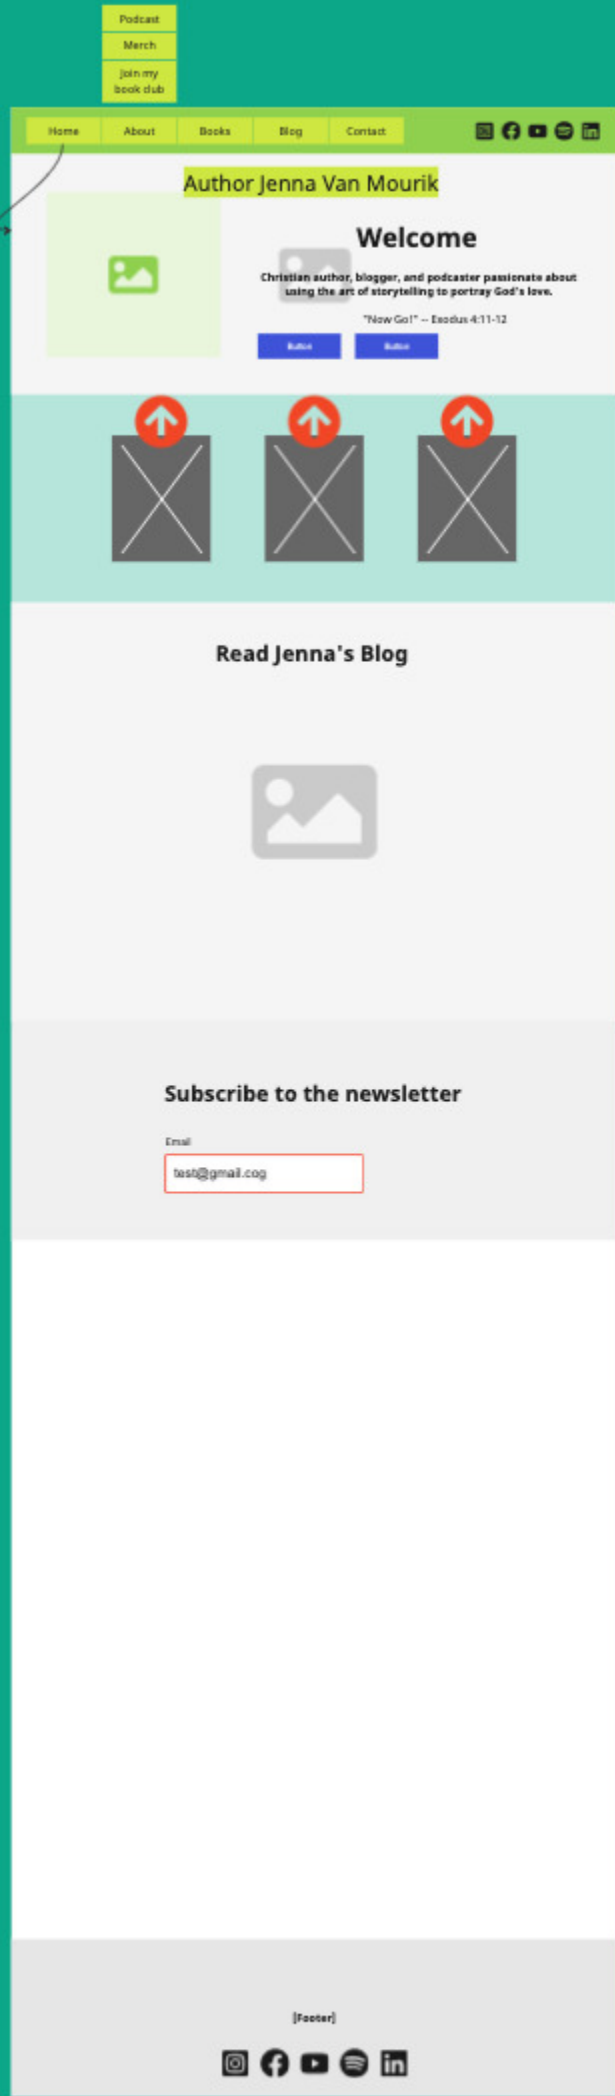 Podcast
Merch
Join my
book club
Home About Books Blog Contact
Author Jenna Van Mourik
Welcome
Christian author, blogger, and podcaster passionate about
using the art of storytelling to portray God's love.
"Now Go!" -- Exodus 4:11-12
Button Button
Read Jenna's Blog
Subscribe to the newsletter
Email
test@gmail.cog
[Footer]